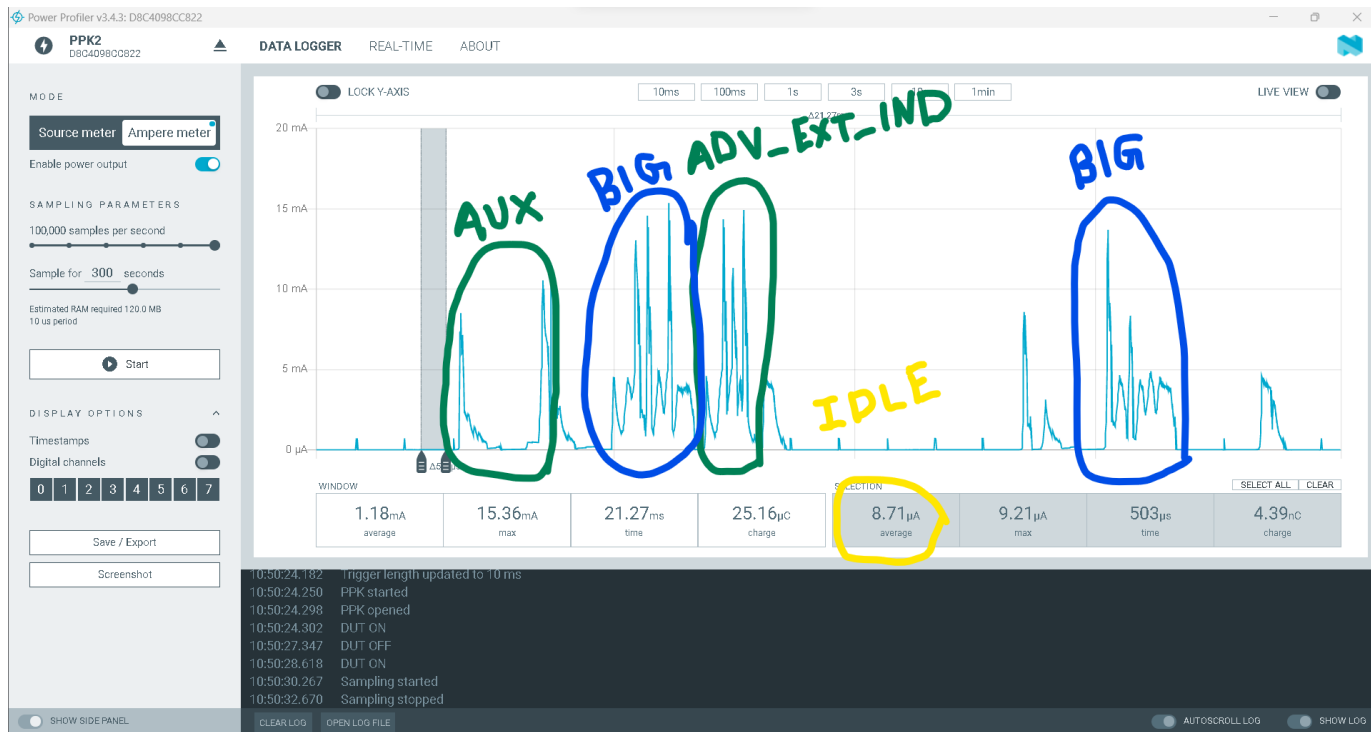 Power Profiler v3.4.3: D8C4098CC822
PPK2
D8C4098CC822
DATA LOGGER
REAL-TIME
ABOUT
MODE
Source meter
Ampere meter
Enable power output
SAMPLING PARAMETERS
100,000 samples per second
Sample for 300 seconds
Estimated RAM required 120.0 MB
10 us period
Start
DISPLAY OPTIONS
Timestamps
Digital channels
0 1 2 3 4 5 6 7
Save / Export
Screenshot
SHOW SIDE PANEL
LOCK Y-AXIS
10ms
100ms
1s
3s
1min
LIVE VIEW
20 mA
15 mA
10 mA
5 mA
0 µA
AUX
BIG
ADV_EXT_IND
IDLE
BIG
WINDOW
1.18mA
average
15.36mA
max
21.27ms
time
25.16µC
charge
SELECTION
SELECT ALL
CLEAR
8.71µA
average
9.21µA
max
503µs
time
4.39nC
charge
10:50:24.182 Trigger length updated to 10 ms
10:50:24.250 PPK started
10:50:24.298 PPK opened
10:50:24.302 DUT ON
10:50:27.347 DUT OFF
10:50:28.618 DUT ON
10:50:30.267 Sampling started
10:50:32.670 Sampling stopped
CLEAR LOG
OPEN LOG FILE
AUTOSCROLL LOG
SHOW LOG